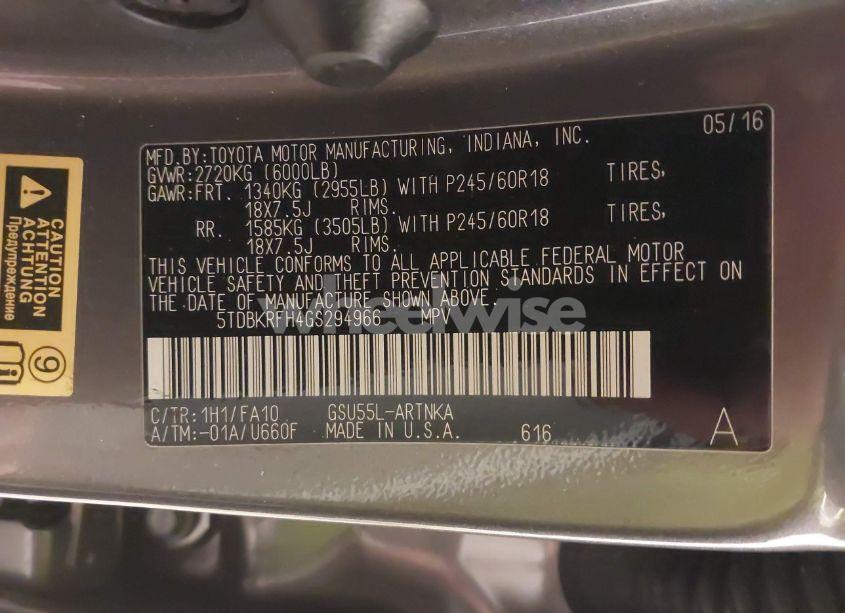 05/16
MFD.BY:TOYOTA MOTOR MANUFACTURING, INDIANA, INC.
GVWR:2720KG (6000LB)
GAWR:FRT. 1340KG (2955LB) WITH P245/60R18 TIRES,
18X7.5J RIMS.
RR. 1585KG (3505LB) WITH P245/60R18 TIRES,
18X7.5J RIMS.
THIS VEHICLE CONFORMS TO ALL APPLICABLE FEDERAL MOTOR
VEHICLE SAFETY AND THEFT PREVENTION STANDARDS IN EFFECT ON
THE DATE OF MANUFACTURE SHOWN ABOVE.
5TDBKRFH4GS294966 MPV
wheelwise
C/TR:1H1/FA10 GSU55L-ARTNKA
A/TM:-01A/U660F MADE IN U.S.A. 616 A
CAUTION
ATTENTION
ACHTUNG
Предупреждение
9